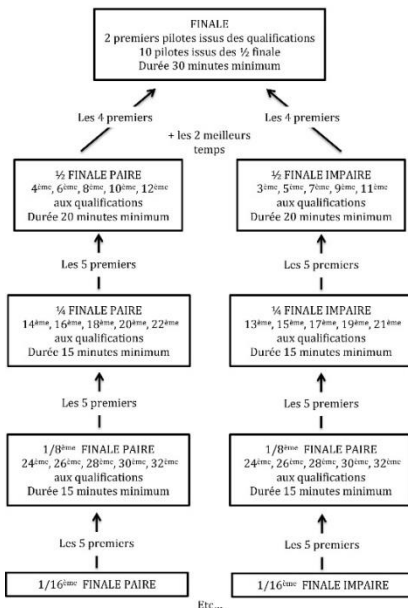 FINALE
2 premiers pilotes issus des qualifications
10 pilotes issus des ½ finale
Durée 30 minutes minimum
Les 4 premiers
Les 4 premiers
+ les 2 meilleurs
temps
½ FINALE PAIRE
4ème, 6ème, 8ème, 10ème, 12ème
aux qualifications
Durée 20 minutes minimum
½ FINALE IMPAIRE
3ème, 5ème, 7ème, 9ème, 11ème
aux qualifications
Durée 20 minutes minimum
Les 5 premiers
Les 5 premiers
¼ FINALE PAIRE
14ème, 16ème, 18ème, 20ème, 22ème
aux qualifications
Durée 15 minutes minimum
¼ FINALE IMPAIRE
13ème, 15ème, 17ème, 19ème, 21ème
aux qualifications
Durée 15 minutes minimum
Les 5 premiers
Les 5 premiers
1/8ème FINALE PAIRE
24ème, 26ème, 28ème, 30ème, 32ème
aux qualifications
Durée 15 minutes minimum
1/8ème FINALE PAIRE
24ème, 26ème, 28ème, 30ème, 32ème
aux qualifications
Durée 15 minutes minimum
Les 5 premiers
Les 5 premiers
1/16ème FINALE PAIRE
1/16ème FINALE IMPAIRE
Etc...